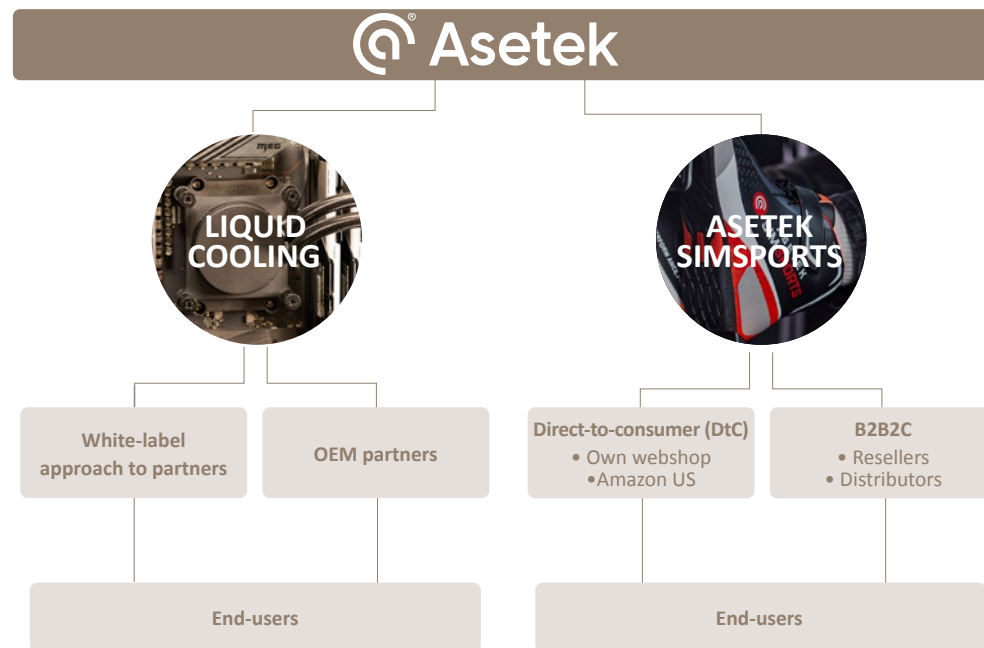 Asetek
®
meg
LIQUID
COOLING
ASETEK
SIMSPORTS
White-label
approach to partners
OEM partners
Direct-to-consumer (DtC)
• Own webshop
•Amazon US
B2B2C
• Resellers
• Distributors
End-users
End-users